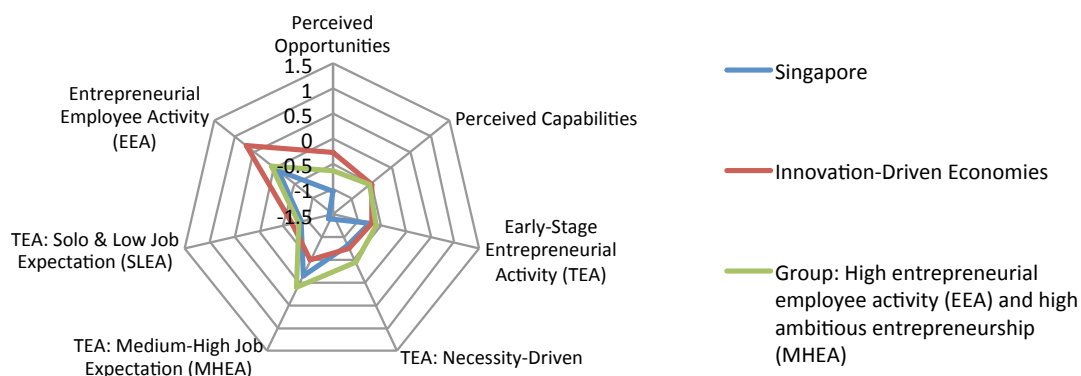 Perceived
Opportunities
1.5
1
0.5
0
-0.5
-1
-1.5
Perceived Capabilities
Early-Stage
Entrepreneurial
Activity (TEA)
TEA: Necessity-Driven
TEA: Medium-High Job
Expectation (MHEA)
TEA: Solo & Low Job
Expectation (SLEA)
Entrepreneurial
Employee Activity
(EEA)
Singapore
Innovation-Driven Economies
Group: High entrepreneurial
employee activity (EEA) and high
ambitious entrepreneurship
(MHEA)